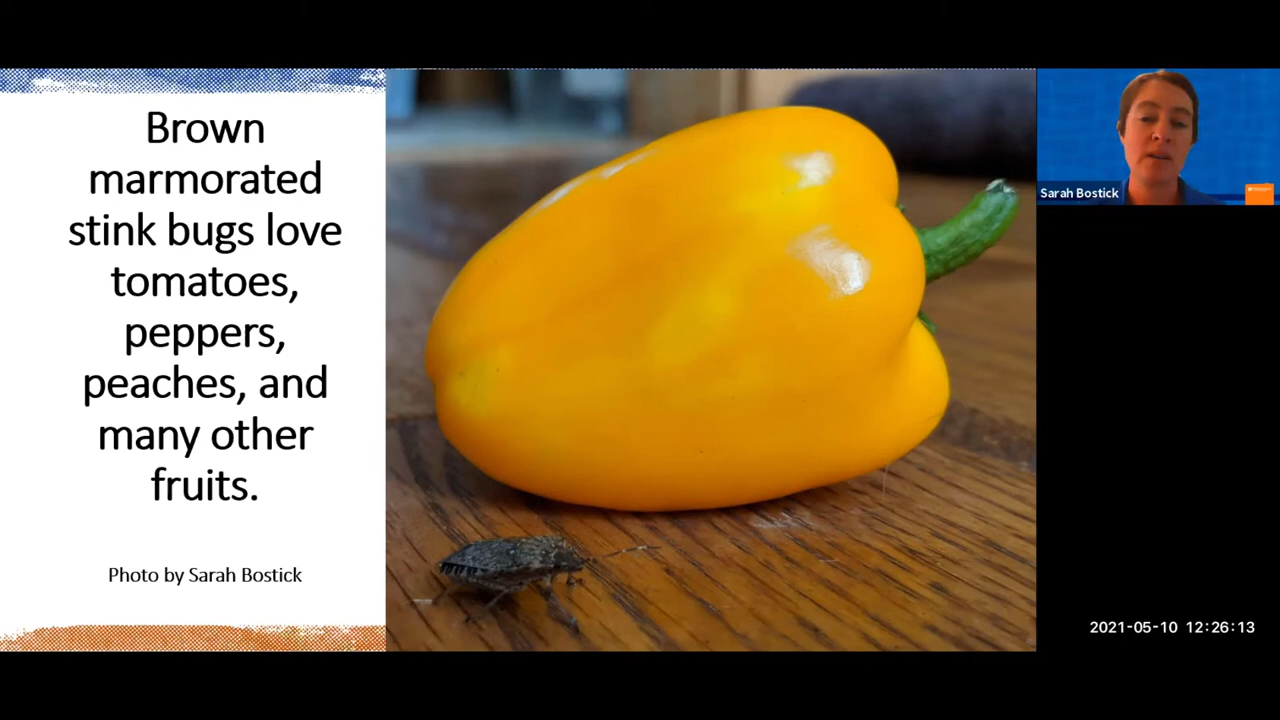 Brown
marmorated
stink bugs love
tomatoes,
peppers,
peaches, and
many other
fruits.
Photo by Sarah Bostick
Sarah Bostick
2021-05-10 12:26:13